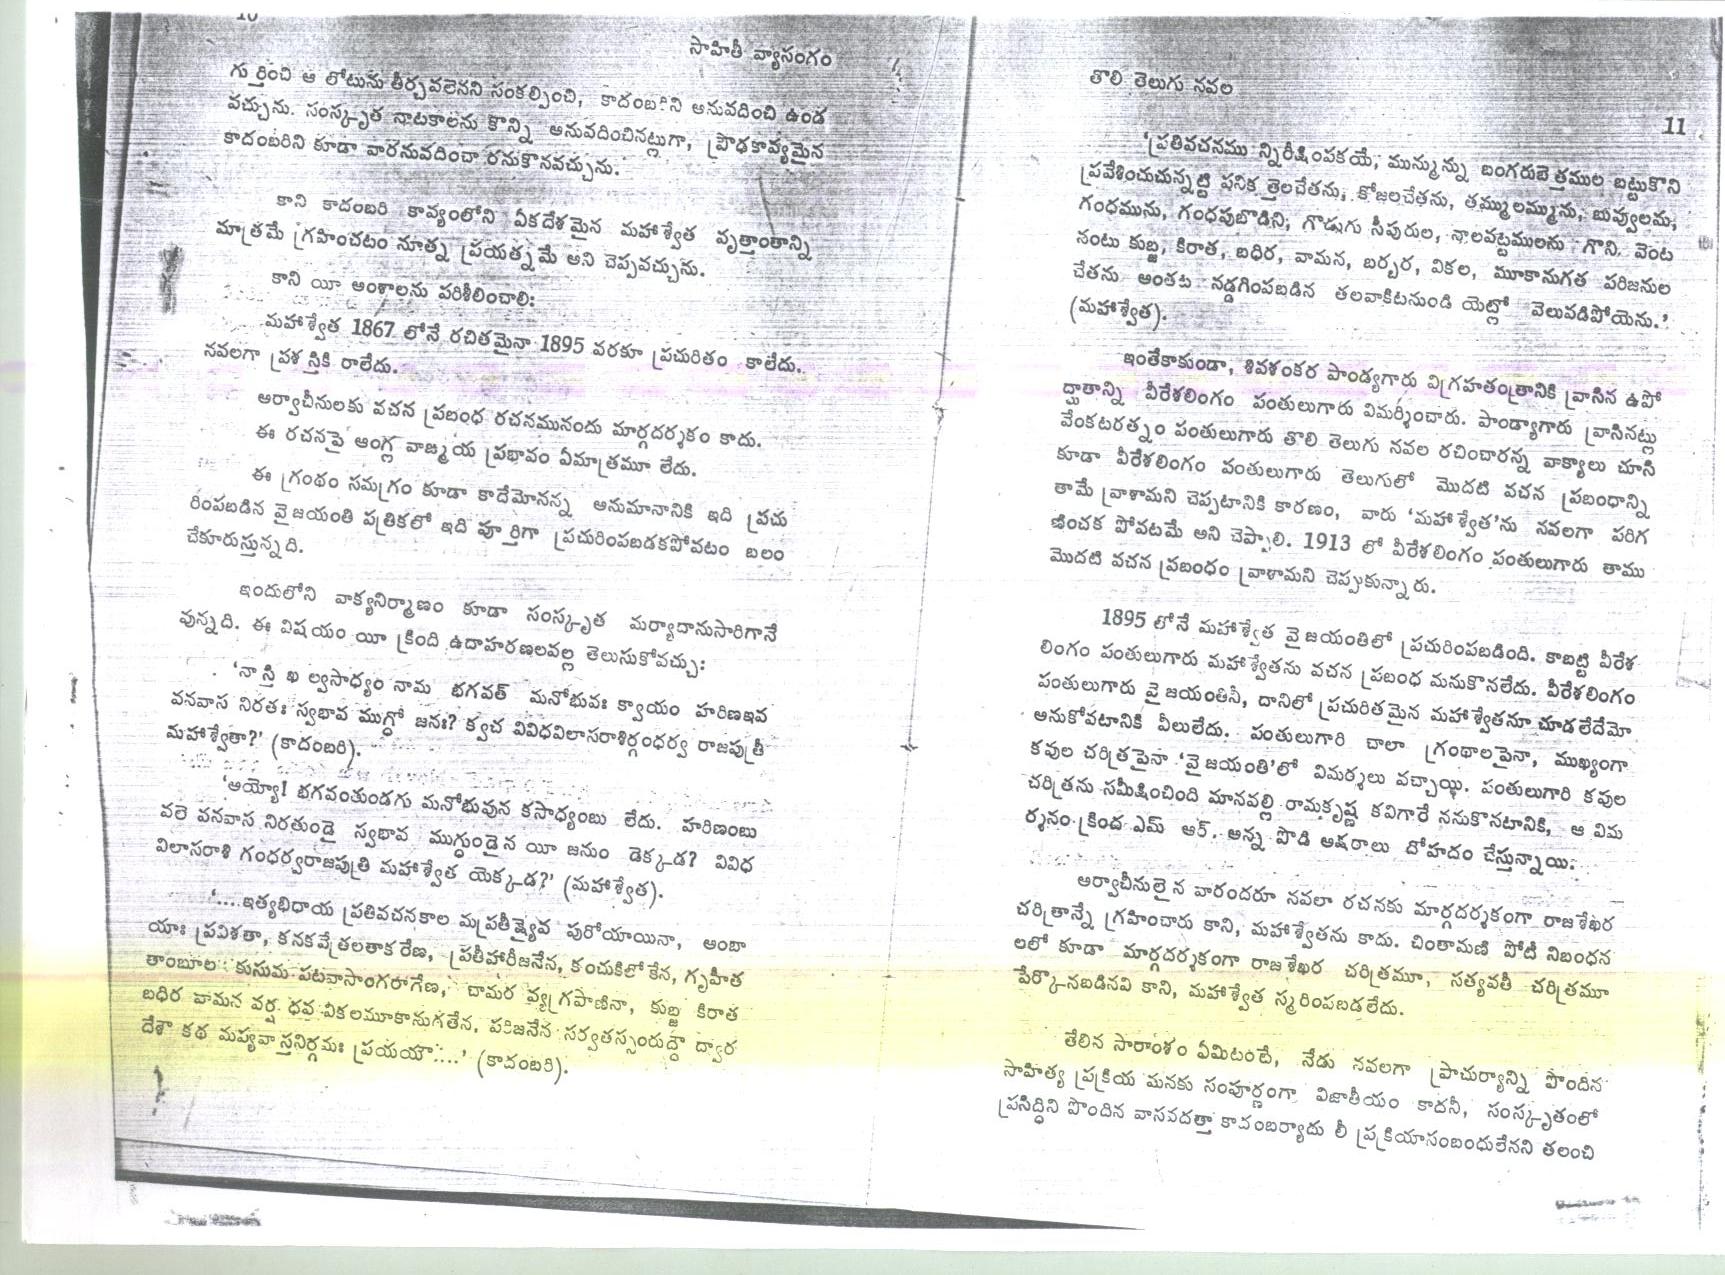 10
సాహితీ వ్యాసంగం
గుర్తించి ఆ లోటును తీర్చవలెనని సంకల్పించి, కాదంబరిని అనువదించి ఉండ
వచ్చును. సంస్కృత నాటకాలను కొన్ని అనువదించినట్లుగా, ప్రౌఢకావ్యమైన
కాదంబరిని కూడా వారనువదించా రనుకొనవచ్చును.
కాని కాదంబరి కావ్యంలోని ఏకదేశమైన మహాశ్వేత వృత్తాంతాన్ని
మాత్రమే గ్రహించటం నూత్న ప్రయత్నమే అని చెప్పవచ్చును.
కాని యీ అంశాలను పరిశీలించాలి:
మహాశ్వేత 1867 లోనే రచితమైనా 1895 వరకూ ప్రచురితం కాలేదు.
నవలగా ప్రశస్తికి రాలేదు.
అర్వాచీనులకు వచన ప్రబంధ రచనమునందు మార్గదర్శకం కాదు.
ఈ రచనపై ఆంగ్ల వాఙ్మయ ప్రభావం ఏమాత్రమూ లేదు.
ఈ గ్రంథం సమగ్రం కూడా కాదేమోనన్న అనుమానానికి ఇది ప్రచు
రింపబడిన వైజయంతి పత్రికలో ఇది పూర్తిగా ప్రచురింపబడకపోవటం బలం
చేకూరుస్తున్నది.
ఇందులోని వాక్యనిర్మాణం కూడా సంస్కృత మర్యాదానుసారిగానే
వున్నది. ఈ విషయం యీ క్రింది ఉదాహరణలవల్ల తెలుసుకోవచ్చు:
‘నాస్తి ఖ ల్వసాధ్యం నామ భగవత్ మనోభువః క్వాయం హరిణఇవ
వనవాస నిరతః స్వభావ ముగ్ధో జనః? క్వచ వివిధవిలాసరాశిర్గంధర్వ రాజపుత్రీ
మహాశ్వేతా?’ (కాదంబరి).
‘అయ్యో! భగవంతుండగు మనోభువున కసాధ్యంబు లేదు. హరిణంబు
వలె వనవాస నిరతుండై స్వభావ ముగ్ధుండైన యీ జనుం డెక్కడ? వివిధ
విలాసరాశి గంధర్వరాజపుత్రి మహాశ్వేత యెక్కడ?’ (మహాశ్వేత).
‘....ఇత్యభిధాయ ప్రతివచనకాల మప్రతీక్ష్యైవ పురోయాయినా, అంబా
యాః ప్రవిశతా, కనకవేత్రలతాకరేణ, ప్రతీహారీజనేన, కంచుకిలోకేన, గృహీత
తాంబూల కుసుమ పటవాసాంగరాగేణ, చామర వ్యగ్రపాణినా, కుబ్జ కిరాత
బధిర వామన వర్ష ధవ వికలమూకానుగతేన, పరిజనేన సర్వతస్సంరుద్ధా ద్వార
దేశా కథ మప్యవాస్తనిర్గమః ప్రయయౌ....’ (కాదంబరి).
తొలి తెలుగు నవల
11
‘ప్రతివచనము న్నిరీక్షింపకయే, మున్మున్ను బంగరుబెత్తముల బట్టుకొని
ప్రవేశించుచున్నట్టి పనికత్తెలచేతను, కోజలచేతను, తమ్ములమ్మును, బువ్వులమ,
గంధమును, గంధపుబొడిని, గొడుగు సీపురుల, నాలవట్టములను గొని, వెంట
నంటు కుబ్జ, కిరాత, బధిర, వామన, బర్బర, వికల, మూకానుగత పరిజనుల
చేతను అంతట నడ్డగింపబడిన తలవాకిటనుండి యెట్లో వెలువడిపోయెను.’
(మహాశ్వేత).
ఇంతేకాకుండా, శివశంకర పాండ్యగారు విగ్రహతంత్రానికి వ్రాసిన ఉపో
ద్ఘాతాన్ని వీరేశలింగం పంతులుగారు విమర్శించారు. పాండ్యాగారు వ్రాసినట్లు
వేంకటరత్నం పంతులుగారు తొలి తెలుగు నవల రచించారన్న వాక్యాలు చూసి
కూడా వీరేశలింగం పంతులుగారు తెలుగులో మొదటి వచన ప్రబంధాన్ని
తామే వ్రాశామని చెప్పటానికి కారణం, వారు ‘మహాశ్వేత’ను నవలగా పరిగ
ణించక పోవటమే అని చెప్పాలి. 1913 లో వీరేశలింగం పంతులుగారు తాము
మొదటి వచన ప్రబంధం వ్రాశామని చెప్పుకున్నారు.
1895 లోనే మహాశ్వేత వైజయంతిలో ప్రచురింపబడింది. కాబట్టి వీరేశ
లింగం పంతులుగారు మహాశ్వేతను వచన ప్రబంధ మనుకొనలేదు. వీరేశలింగం
పంతులుగారు వైజయంతినీ, దానిలో ప్రచురితమైన మహాశ్వేతనూ చూడలేదేమో
అనుకోవటానికి వీలులేదు. పంతులుగారి చాలా గ్రంథాలపైనా, ముఖ్యంగా
కవుల చరిత్రపైనా ‘వైజయంతి’లో విమర్శలు వచ్చాయి. పంతులుగారి కవుల
చరిత్రను సమీక్షించింది మానవల్లి రామకృష్ణ కవిగారే ననుకొనటానికి, ఆ విమ
ర్శనం క్రింద ఎమ్ ఆర్. అన్న పొడి అక్షరాలు దోహదం చేస్తున్నాయి.
అర్వాచీనులైన వారందరూ నవలా రచనకు మార్గదర్శకంగా రాజశేఖర
చరిత్రాన్నే గ్రహించారు కాని, మహాశ్వేతను కాదు. చింతామణి పోటీ నిబంధన
లలో కూడా మార్గదర్శకంగా రాజశేఖర చరిత్రమూ, సత్యవతీ చరిత్రమూ
పేర్కొనబడినవి కాని, మహాశ్వేత స్మరింపబడలేదు.
తేలిన సారాంశం ఏమిటంటే, నేడు నవలగా ప్రాచుర్యాన్ని పొందిన
సాహిత్య ప్రక్రియ మనకు సంపూర్ణంగా విజాతీయం కాదనీ, సంస్కృతంలో
ప్రసిద్ధిని పొందిన వాసవదత్తా కాదంబర్యాదు లీ ప్రక్రియాసంబంధులేనని తలంచి